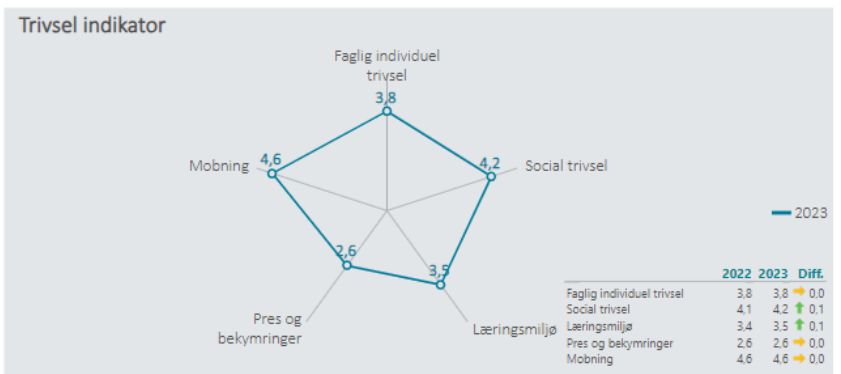 Trivsel indikator
Faglig individuel
trivsel
3,8
Mobning 4,6
4,2 Social trivsel
2023
2,6
3,5
Pres og
bekymringer
Læringsmiljø
2022 2023 Diff.
Faglig individuel trivsel 3,8 3,8 0,0
Social trivsel 4,1 4,2 0,1
Læringsmiljø 3,4 3,5 0,1
Pres og bekymringer 2,6 2,6 0,0
Mobning 4,6 4,6 0,0